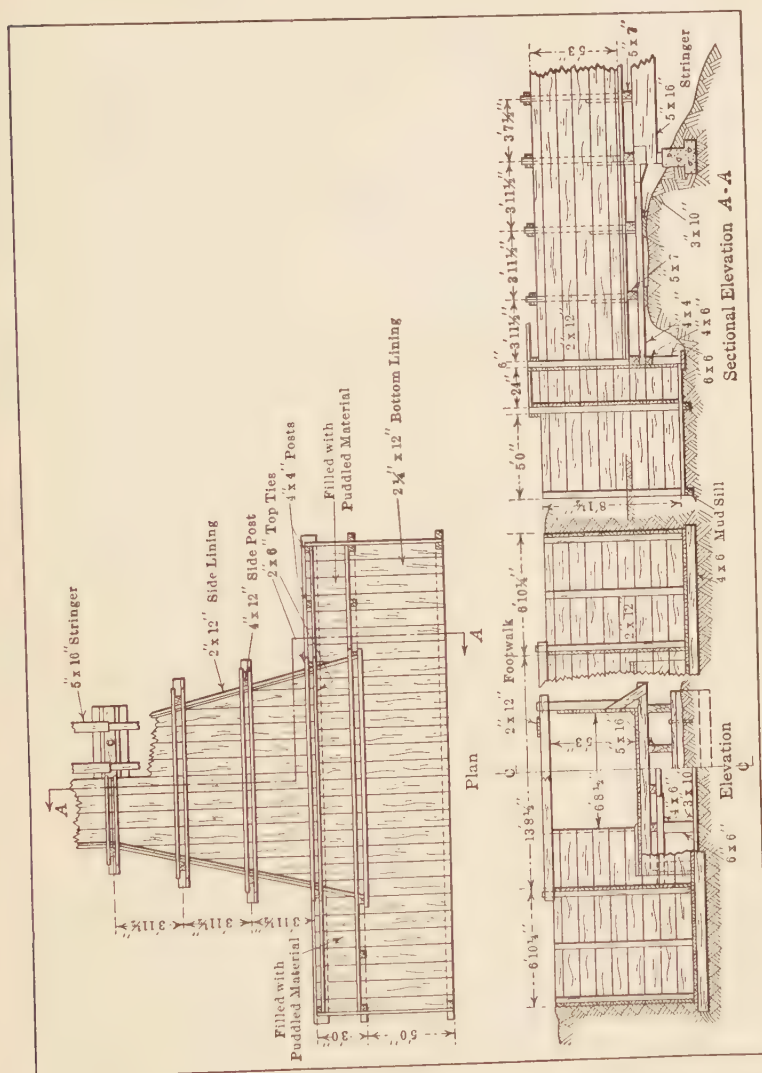 A
5"x 16" Stringer
2"x 12" Side Lining
4"x 12" Side Post
2"x 6" Top Ties
4"x 4" Posts
Filled with
Puddled Material
2¼"x 12" Bottom Lining
3'11½"
3'11½"
3'11½"
Filled with
Puddled Material
3'0"
5'0"
A
Plan
2"x 12" Footwalk
℄
13'8½"
6'10¼"
6'10¼"
5'3"
6'8½"
5"x 16"
4"x 6"
3"x 10"
6"x 6"
2"x 12"
8'1½"
4"x 6" Mud Sill
Elevation
℄
5'0"
24"
6"
3'11½"
3'11½"
3'11½"
3'7½"
5'3"
5"x 7"
2"x 12"
5"x 16"
Stringer
3"x 10"
5"x 7"
4"x 4"
4"x 6"
6"x 6"
Sectional Elevation A-A